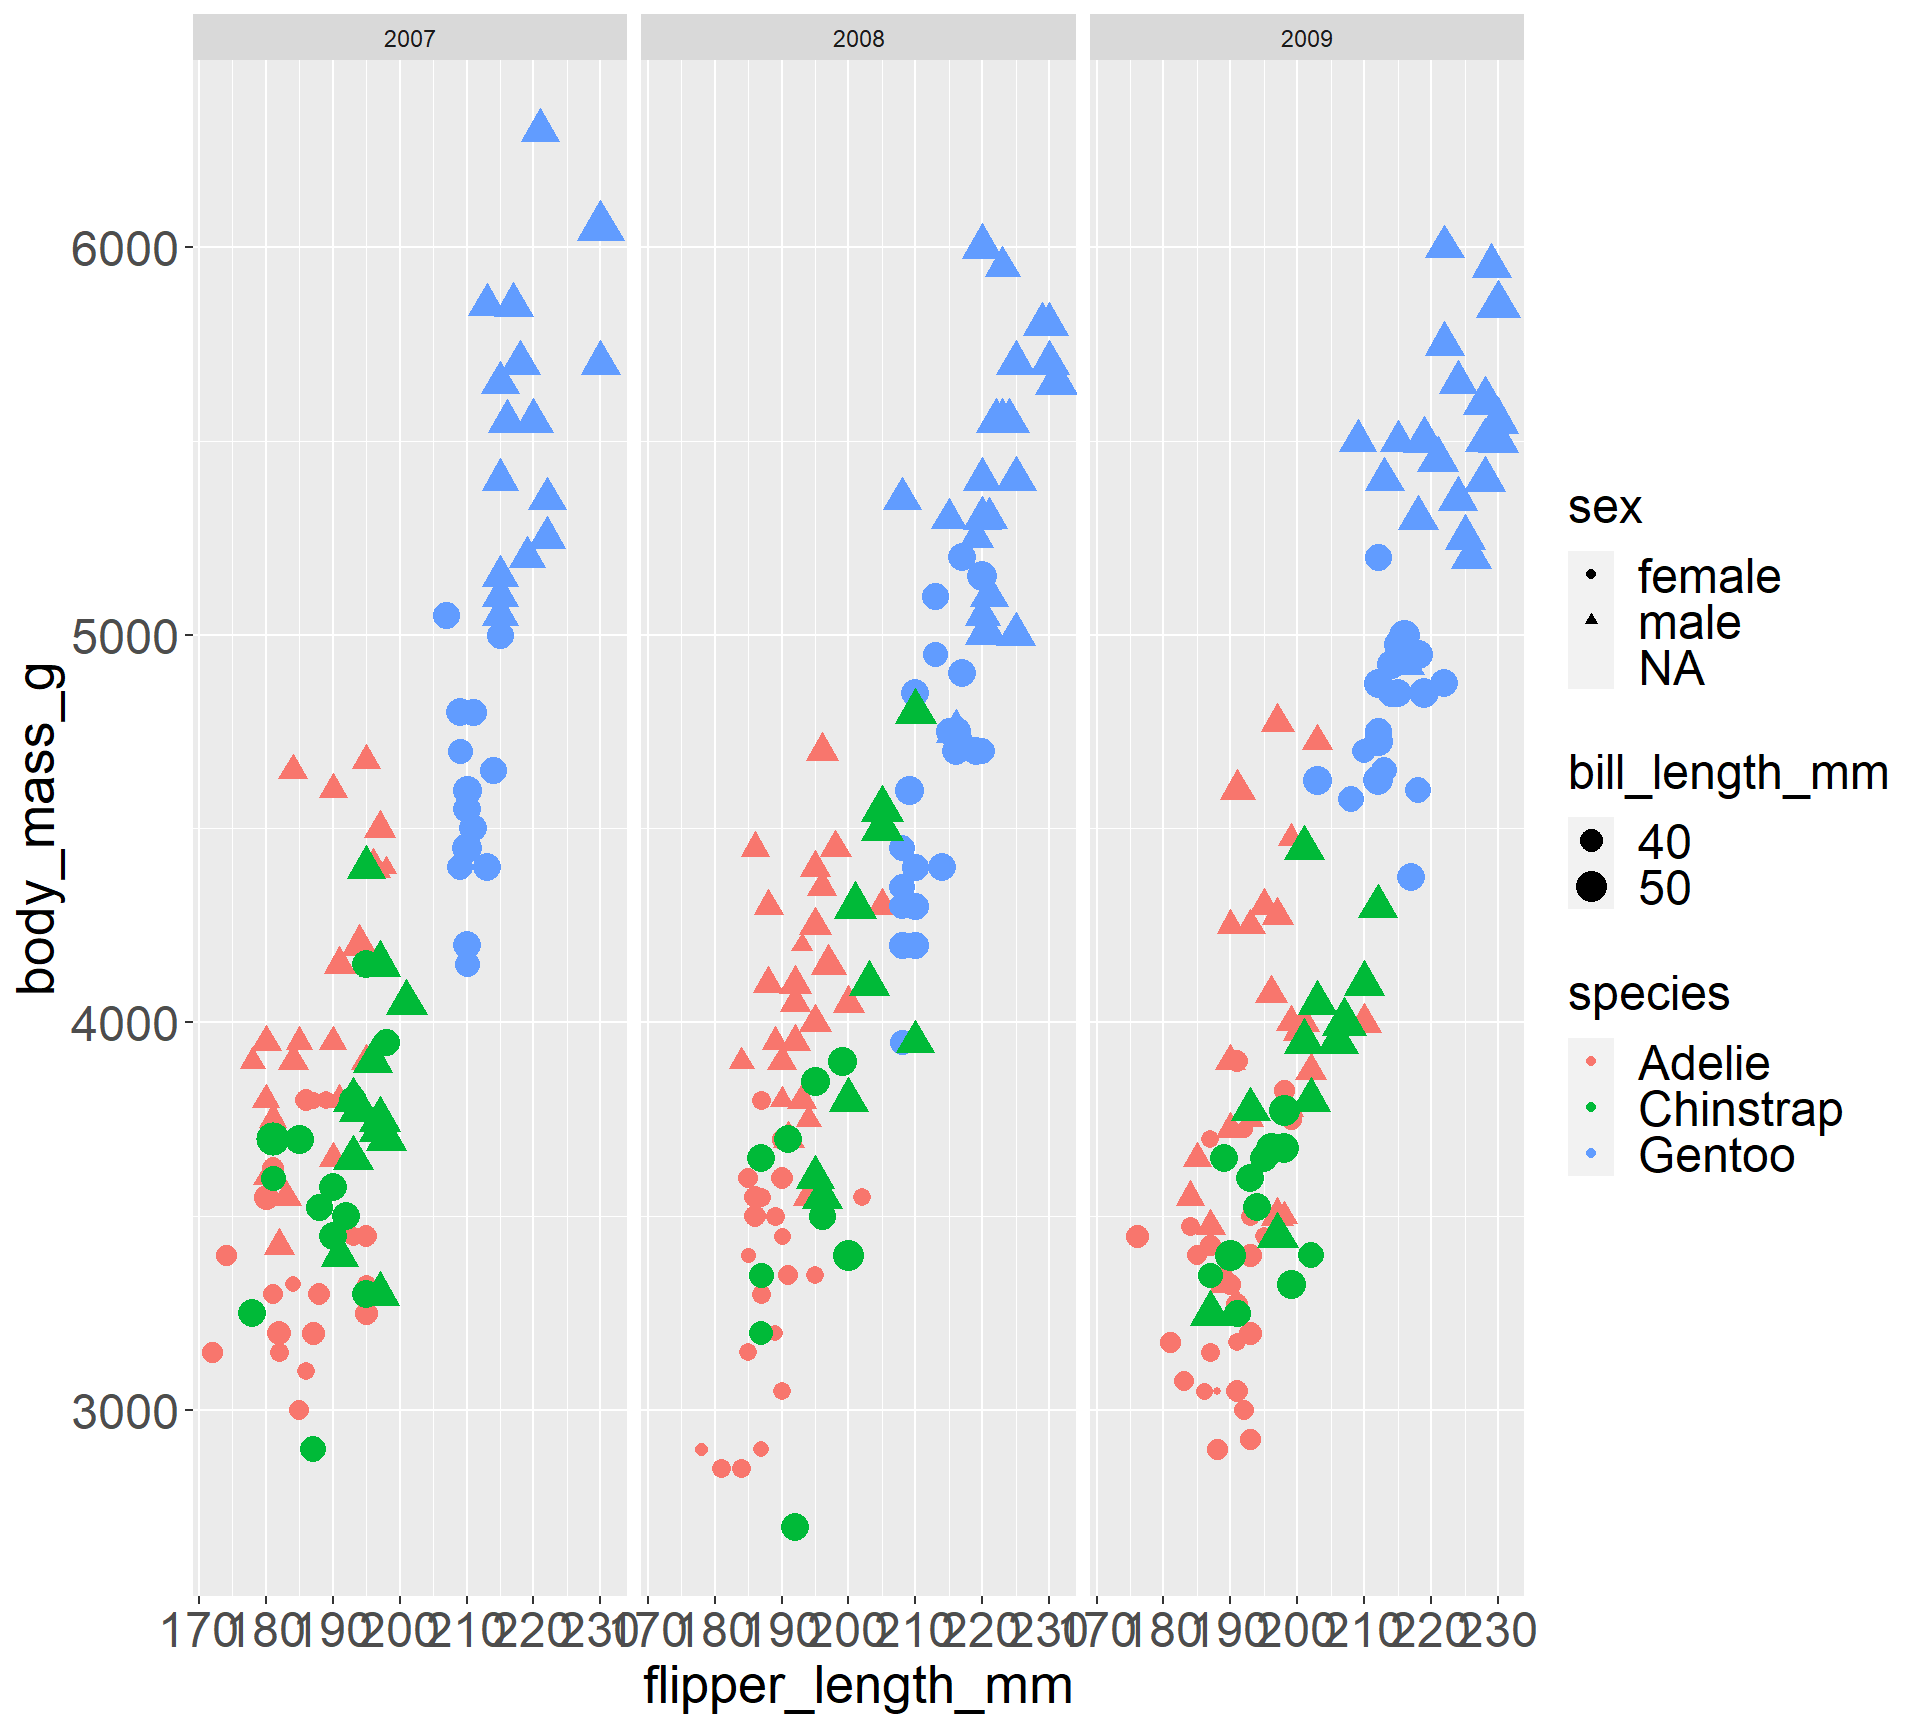 2007 2008 2009
6000
5000
4000
3000
body_mass_g
170 180 190 200 210 220 230 170 180 190 200 210 220 230 170 180 190 200 210 220 230
flipper_length_mm
sex
female
male
NA
bill_length_mm
40
50
species
Adelie
Chinstrap
Gentoo